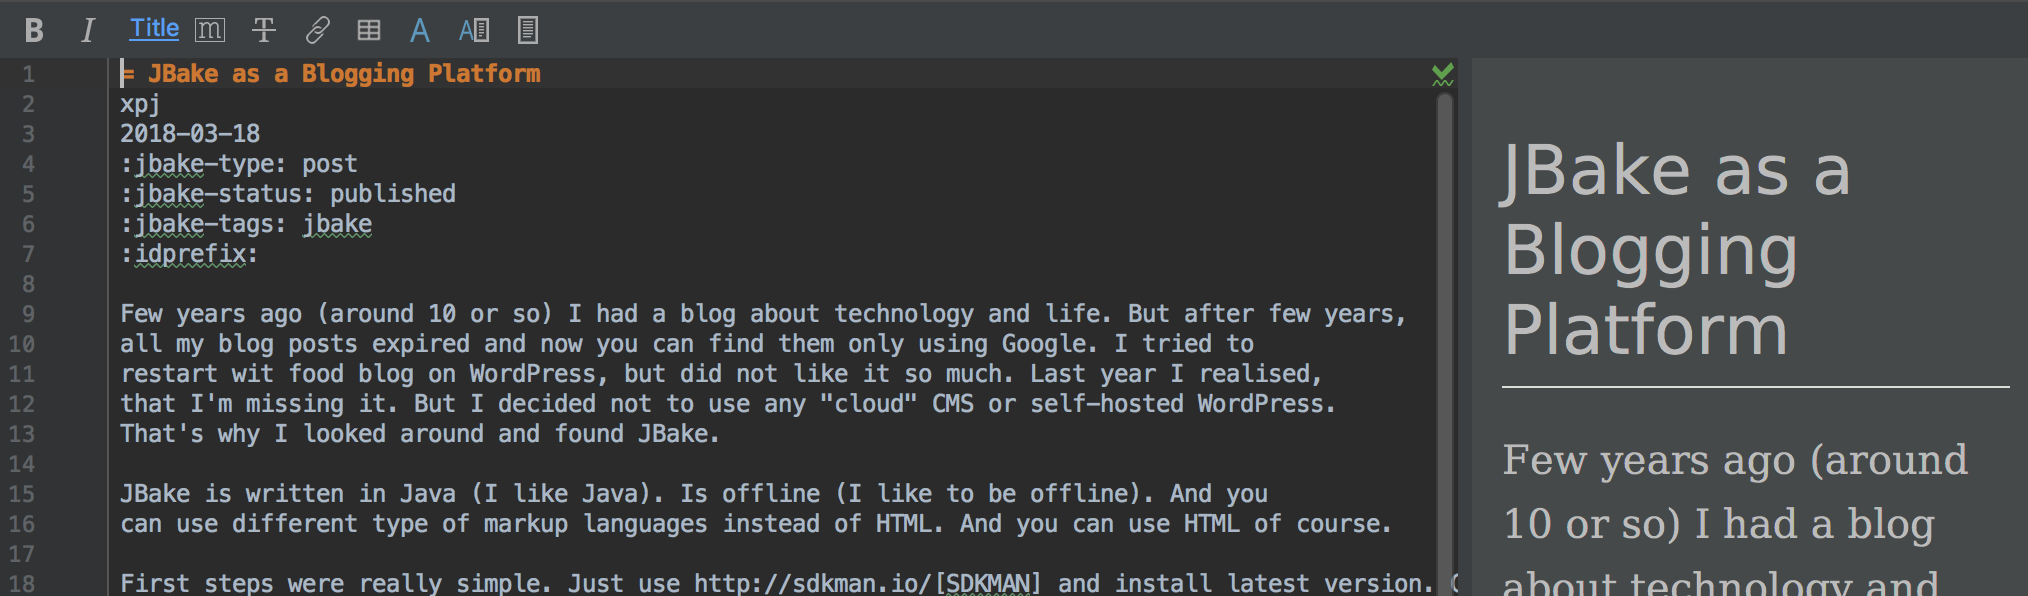 B I Title m T A A
1 = JBake as a Blogging Platform
2 xpj
3 2018-03-18
4 :jbake-type: post
5 :jbake-status: published
6 :jbake-tags: jbake
7 :idprefix:
8
9 Few years ago (around 10 or so) I had a blog about technology and life. But after few years,
10 all my blog posts expired and now you can find them only using Google. I tried to
11 restart wit food blog on WordPress, but did not like it so much. Last year I realised,
12 that I'm missing it. But I decided not to use any "cloud" CMS or self-hosted WordPress.
13 That's why I looked around and found JBake.
14
15 JBake is written in Java (I like Java). Is offline (I like to be offline). And you
16 can use different type of markup languages instead of HTML. And you can use HTML of course.
17
18 First steps were really simple. Just use http://sdkman.io/[SDKMAN] and install latest version.
JBake as a
Blogging
Platform
Few years ago (around
10 or so) I had a blog
about technology and